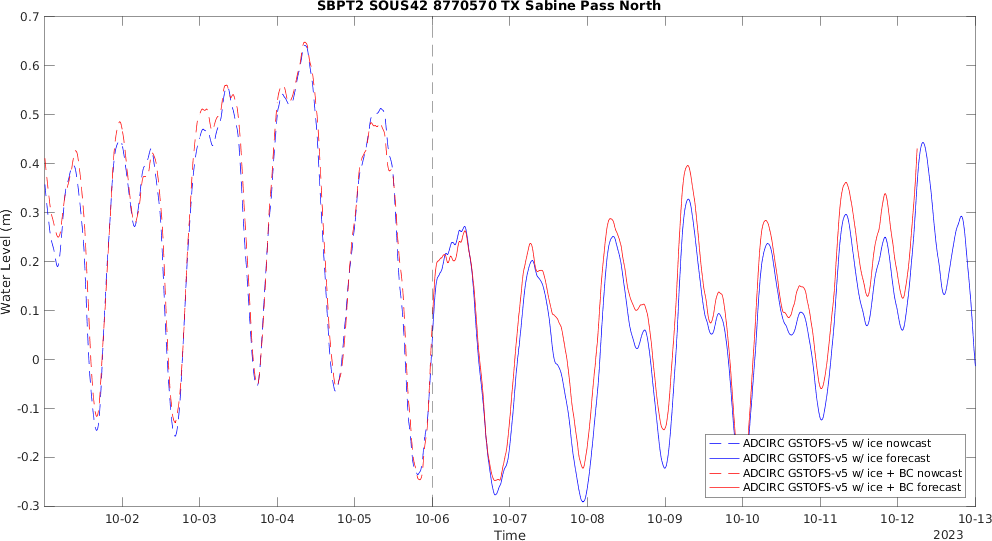 SBPT2 SOUS42 8770570 TX Sabine Pass North
Water Level (m)
0.7
0.6
0.5
0.4
0.3
0.2
0.1
0
-0.1
-0.2
-0.3
ADCIRC GSTOFS-v5 w/ ice nowcast
ADCIRC GSTOFS-v5 w/ ice forecast
ADCIRC GSTOFS-v5 w/ ice + BC nowcast
ADCIRC GSTOFS-v5 w/ ice + BC forecast
10-02 10-03 10-04 10-05 10-06 10-07 10-08 10-09 10-10 10-11 10-12 10-13
Time
2023